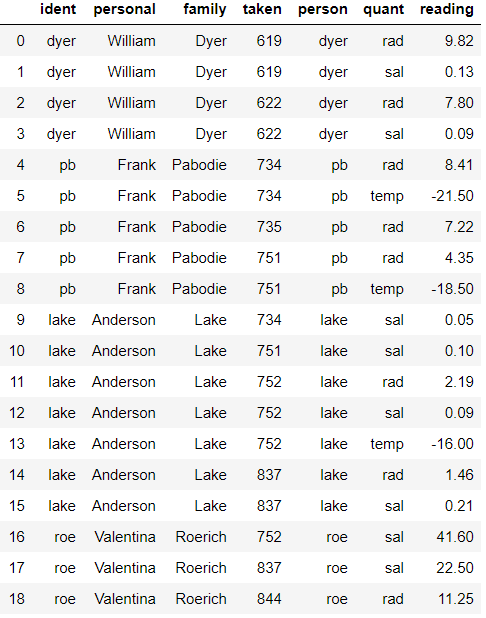 ident personal family taken person quant reading
0 dyer William Dyer 619 dyer rad 9.82
1 dyer William Dyer 619 dyer sal 0.13
2 dyer William Dyer 622 dyer rad 7.80
3 dyer William Dyer 622 dyer sal 0.09
4 pb Frank Pabodie 734 pb rad 8.41
5 pb Frank Pabodie 734 pb temp -21.50
6 pb Frank Pabodie 735 pb rad 7.22
7 pb Frank Pabodie 751 pb rad 4.35
8 pb Frank Pabodie 751 pb temp -18.50
9 lake Anderson Lake 734 lake sal 0.05
10 lake Anderson Lake 751 lake sal 0.10
11 lake Anderson Lake 752 lake rad 2.19
12 lake Anderson Lake 752 lake sal 0.09
13 lake Anderson Lake 752 lake temp -16.00
14 lake Anderson Lake 837 lake rad 1.46
15 lake Anderson Lake 837 lake sal 0.21
16 roe Valentina Roerich 752 roe sal 41.60
17 roe Valentina Roerich 837 roe sal 22.50
18 roe Valentina Roerich 844 roe rad 11.25